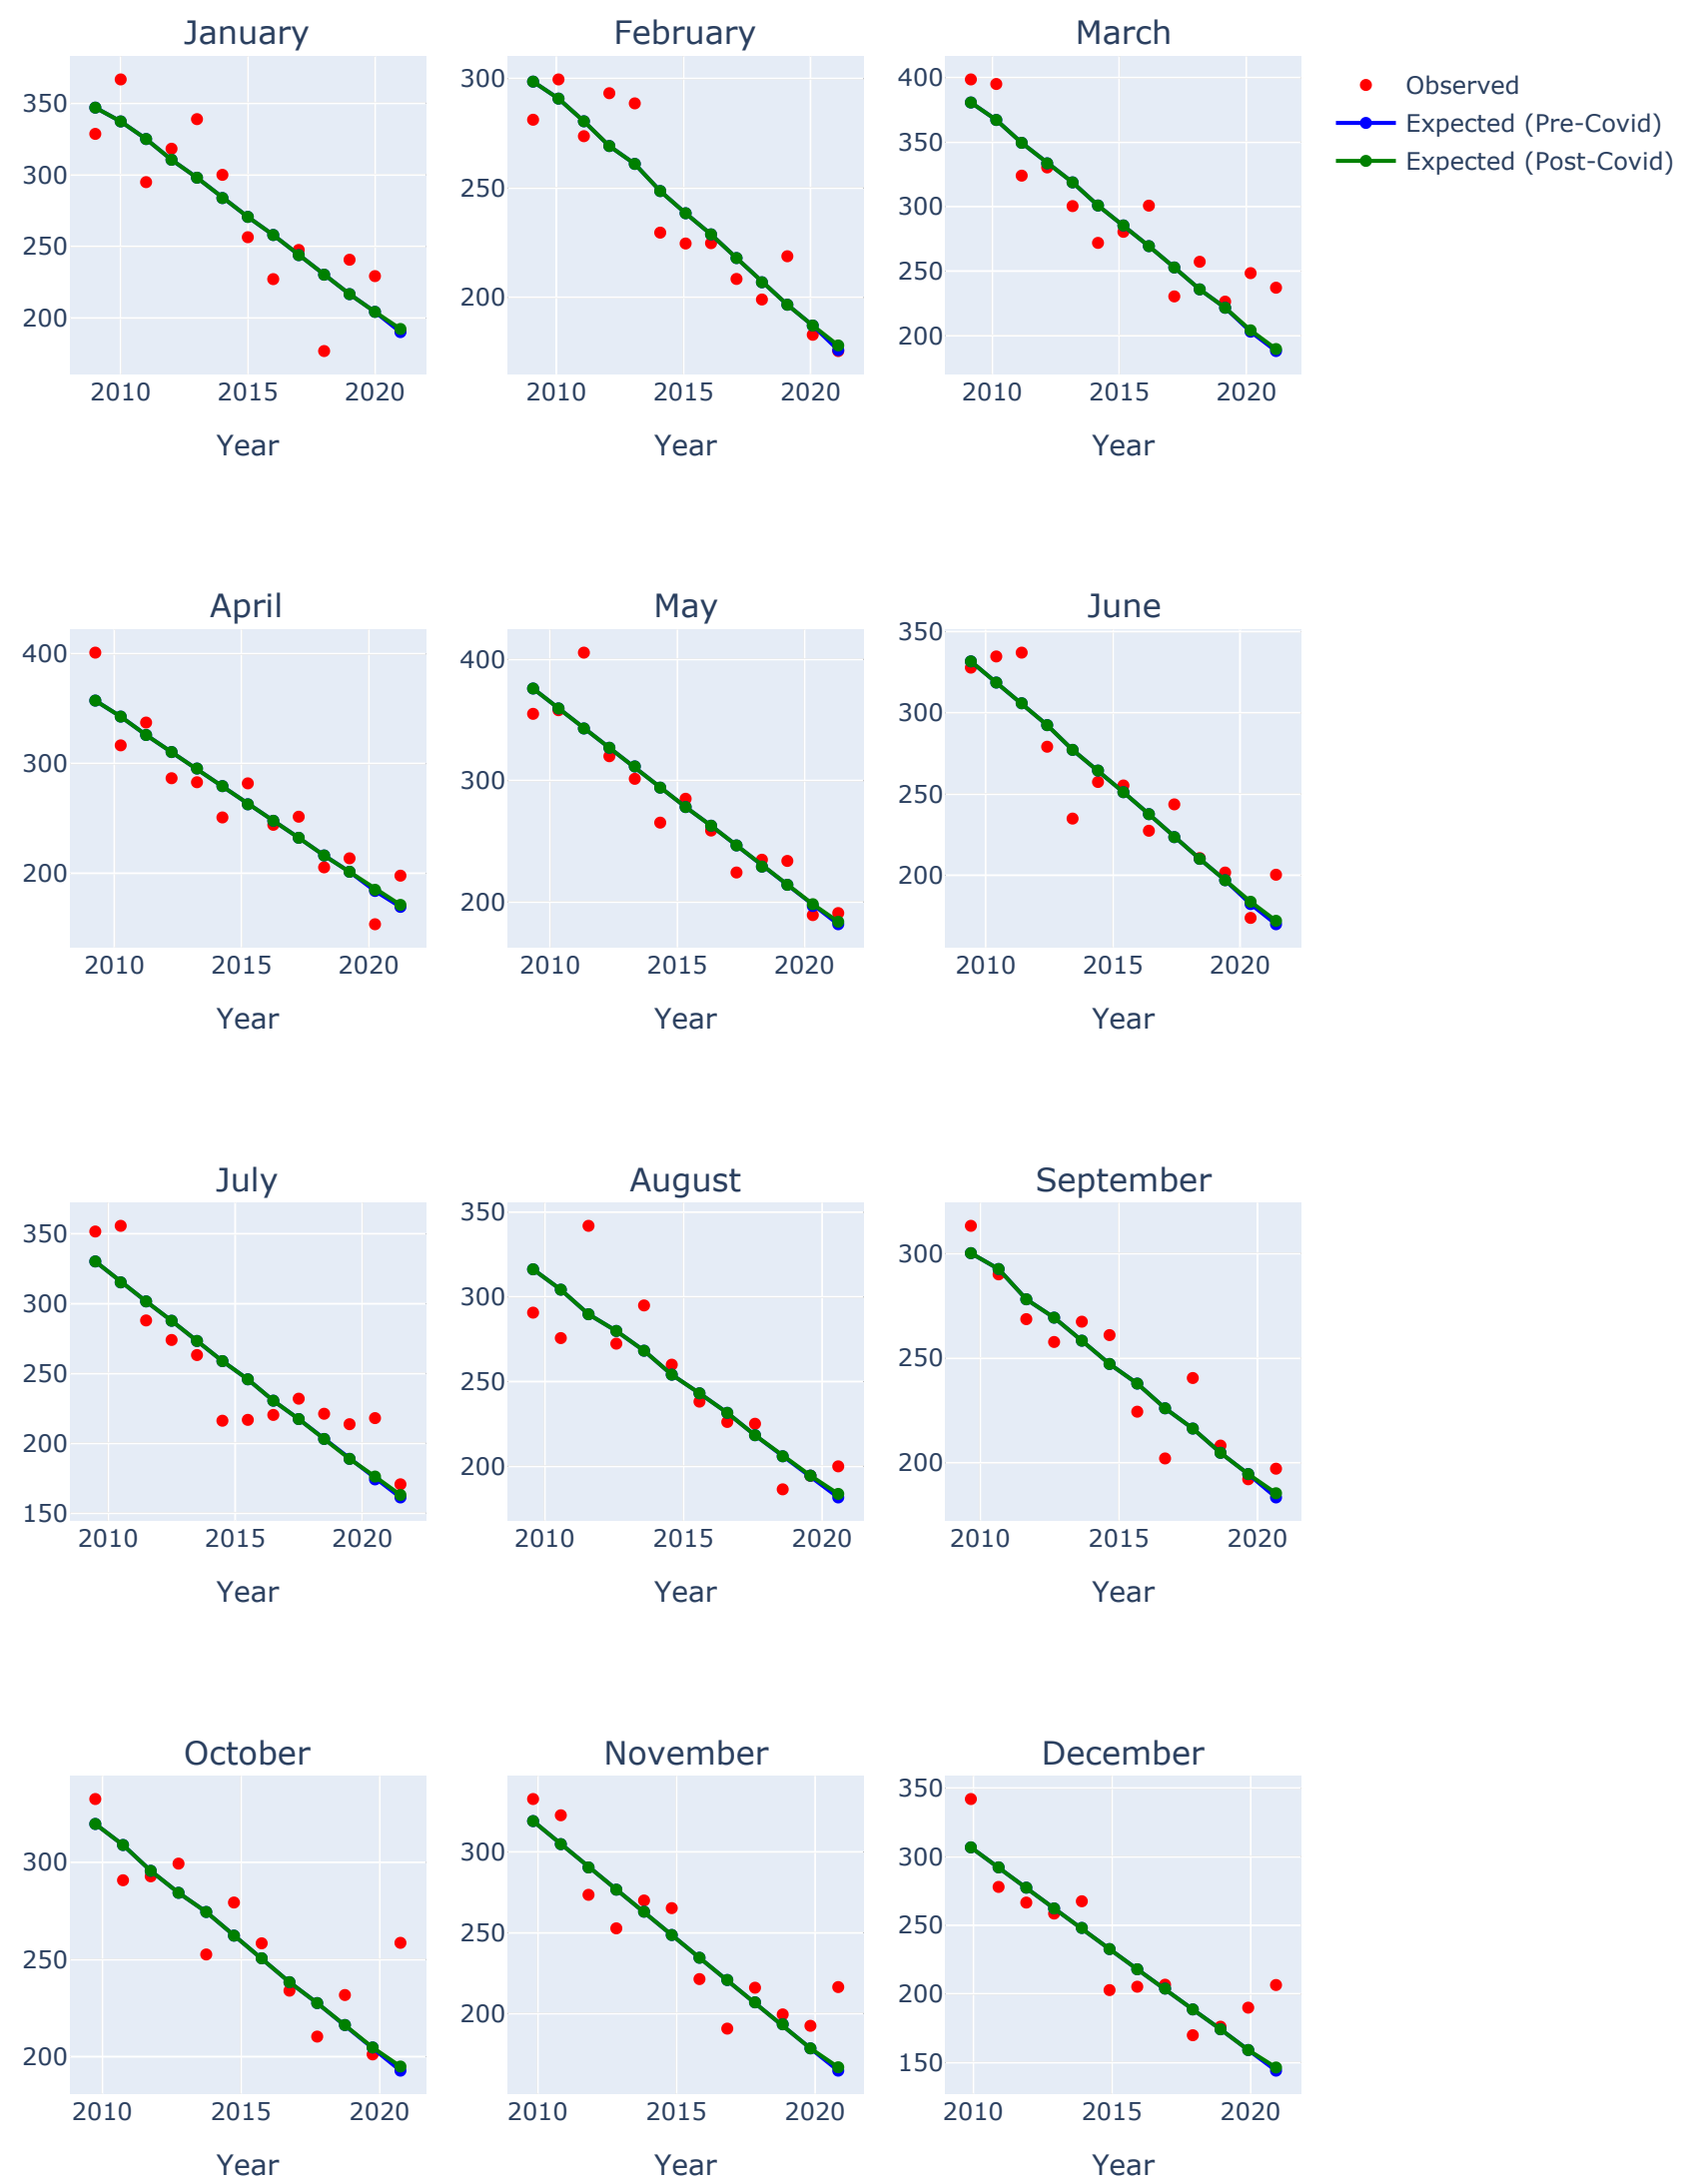 January February March
350
300
250
200
2010 2015 2020
Year
300
250
200
2010 2015 2020
Year
400
350
300
250
200
2010 2015 2020
Year
Observed
Expected (Pre-Covid)
Expected (Post-Covid)
April May June
400
300
200
2010 2015 2020
Year
400
300
200
2010 2015 2020
Year
350
300
250
200
2010 2015 2020
Year
July August September
350
300
250
200
150
2010 2015 2020
Year
350
300
250
200
2010 2015 2020
Year
300
250
200
2010 2015 2020
Year
October November December
300
250
200
2010 2015 2020
Year
300
250
200
2010 2015 2020
Year
350
300
250
200
150
2010 2015 2020
Year